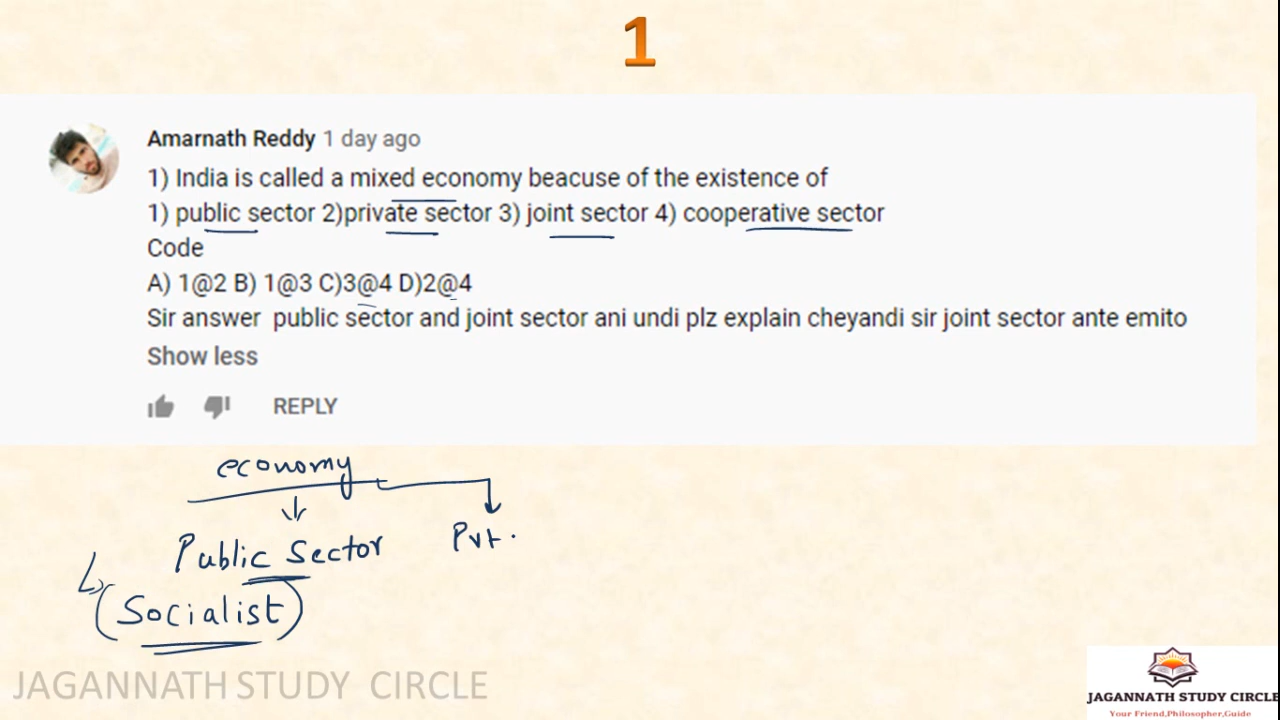 1
Amarnath Reddy 1 day ago
1) India is called a mixed economy beacuse of the existence of
1) public sector 2)private sector 3) joint sector 4) cooperative sector
Code
A) 1@2 B) 1@3 C)3@4 D)2@4
Sir answer public sector and joint sector ani undi plz explain cheyandi sir joint sector ante emito
Show less
REPLY
economy
Public Sector Pvt.
(Socialist)
JAGANNATH STUDY CIRCLE
JAGANNATH STUDY CIRCLE
Your Friend,Philosopher,Guide